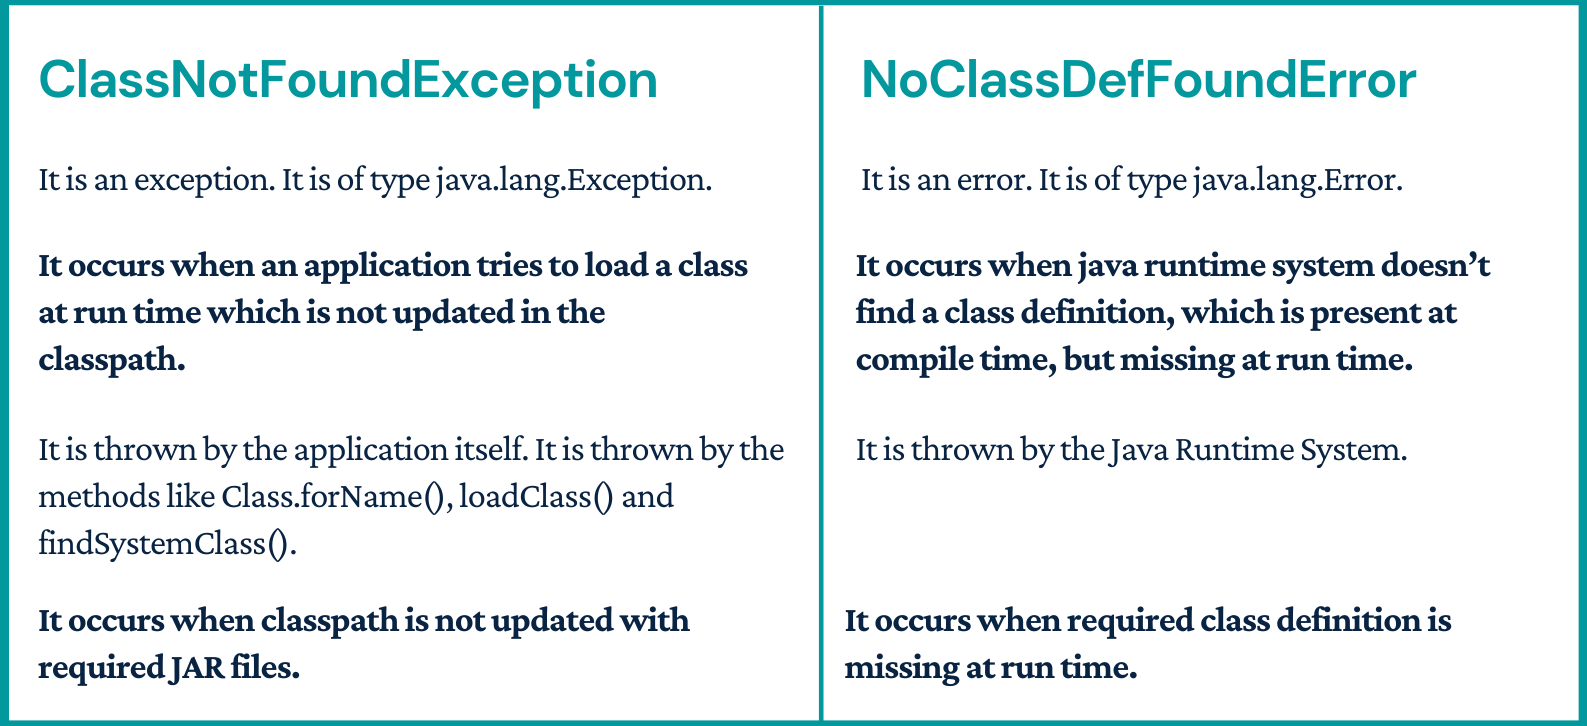 ClassNotFoundException
It is an exception. It is of type java.lang.Exception.
It occurs when an application tries to load a class
at run time which is not updated in the
classpath.
It is thrown by the application itself. It is thrown by the
methods like Class.forName(), loadClass() and
findSystemClass().
It occurs when classpath is not updated with
required JAR files.
NoClassDefFoundError
It is an error. It is of type java.lang.Error.
It occurs when java runtime system doesn’t
find a class definition, which is present at
compile time, but missing at run time.
It is thrown by the Java Runtime System.
It occurs when required class definition is
missing at run time.